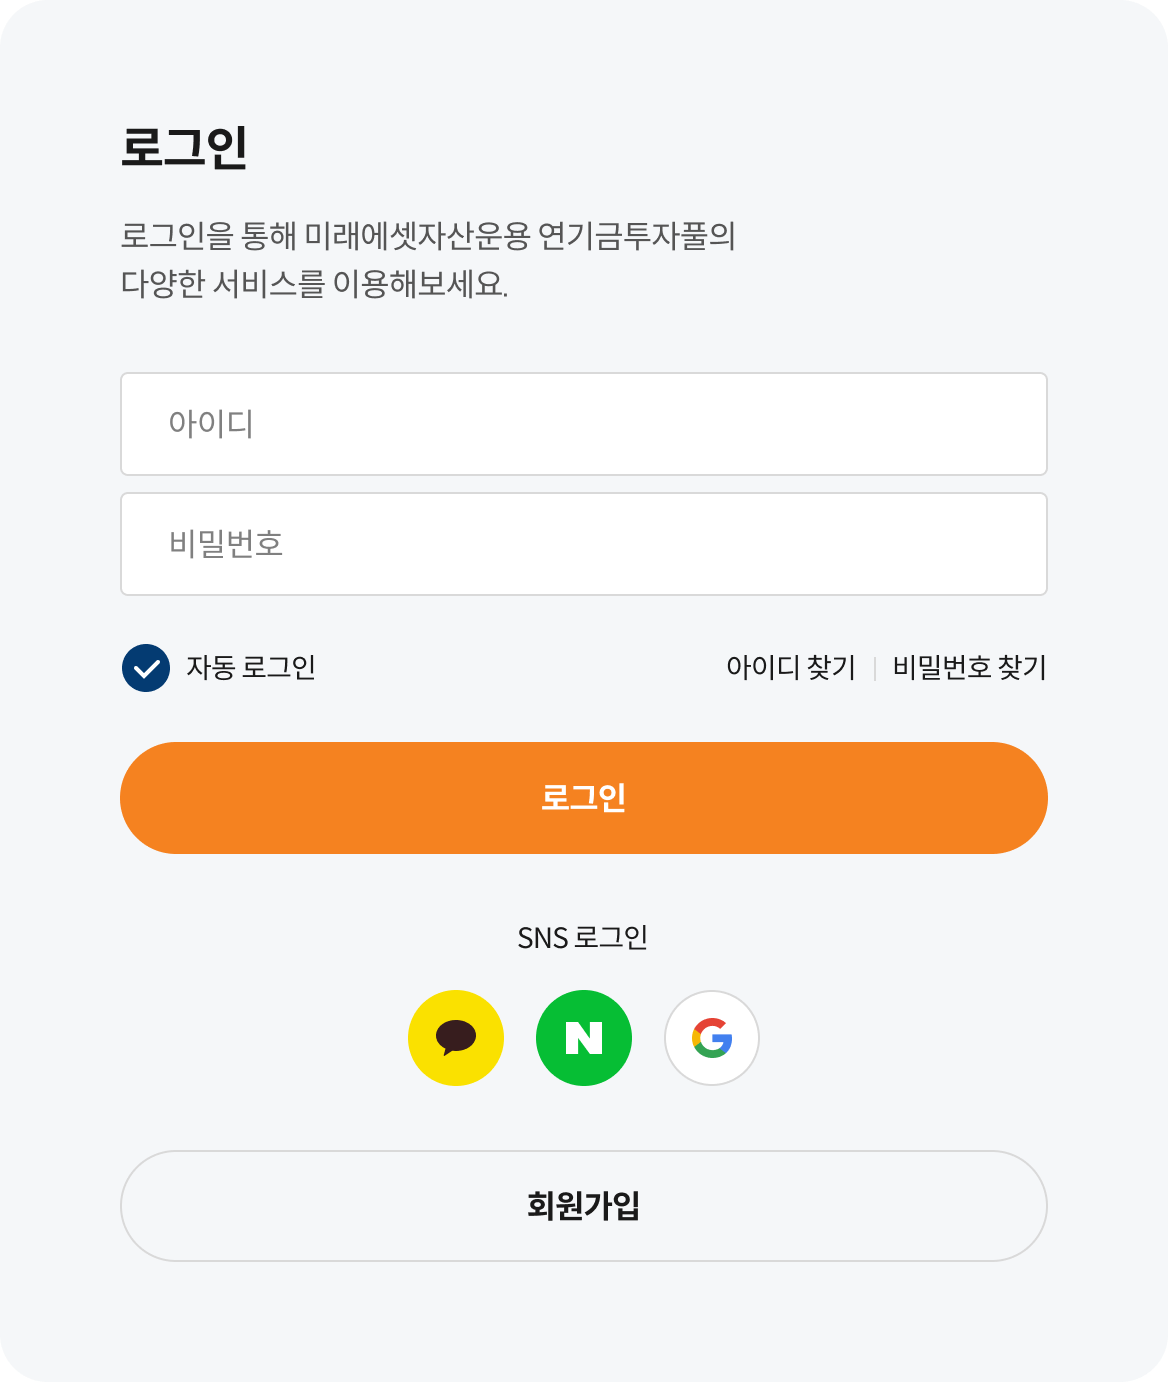 로그인
로그인을 통해 미래에셋자산운용 연기금투자풀의
다양한 서비스를 이용해보세요.
아이디
비밀번호
자동 로그인
아이디 찾기 | 비밀번호 찾기
로그인
SNS 로그인
N G
회원가입